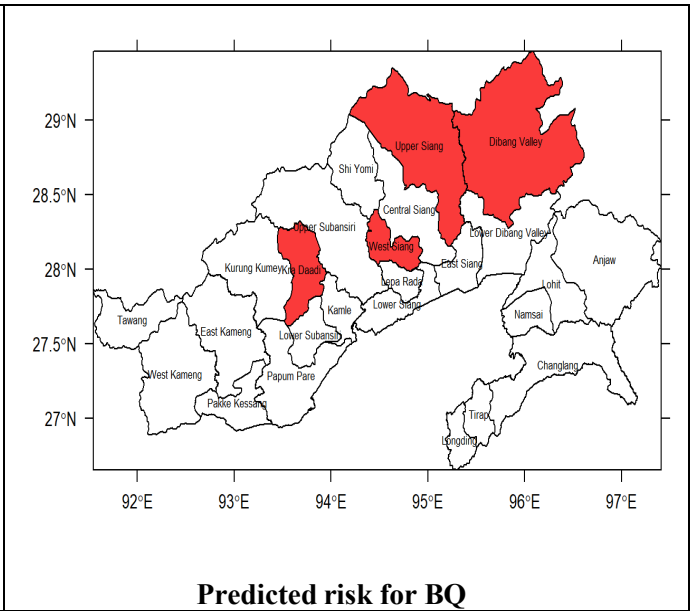 29°N
28.5°N
28°N
27.5°N
27°N
Upper Siang
Dibang Valley
Shi Yomi
Central Siang
Upper Subansiri
Lower Dibang Valley
West Siang
East Siang
Anjaw
Kurung Kumey
Kra Daadi
Lepa Rada
Lohit
Lower Siang
Kamle
Namsai
Tawang
East Kameng
Lower Subansiri
Changlang
West Kameng
Papum Pare
Pakke Kessang
Tirap
Longding
92°E 93°E 94°E 95°E 96°E 97°E
Predicted risk for BQ